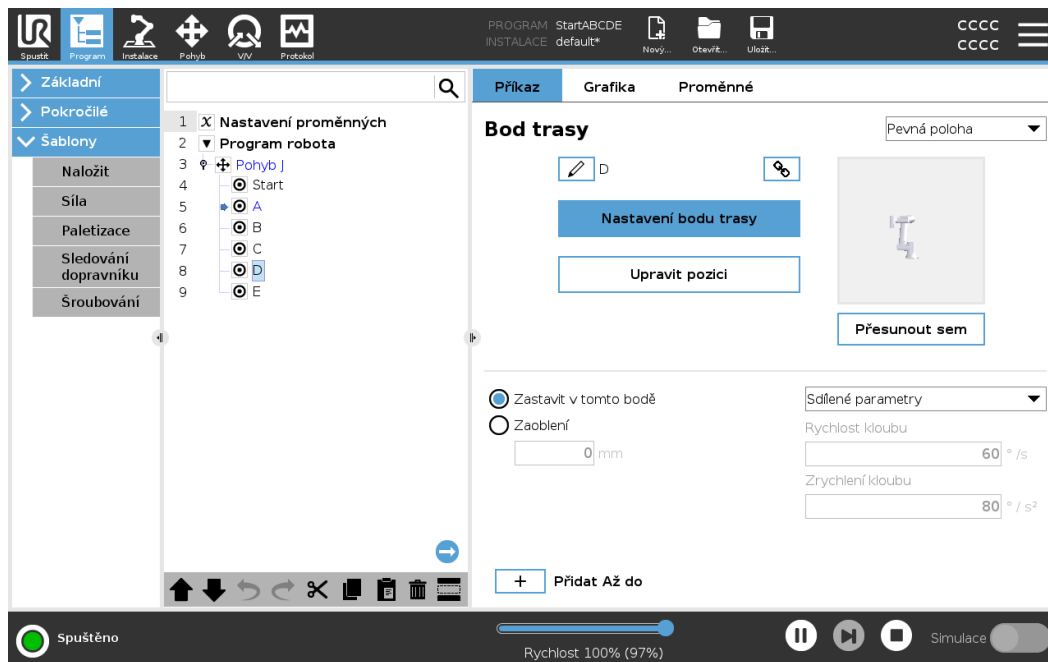 PROGRAM StartABCDE
INSTALACE default*
CCCC
CCCC
Spustit Program Instalace Pohyb V/V Protokol
Nový... Otevřít... Uložit...
Základní
Pokročilé
Šablony
Naložit
Síla
Paletizace
Sledování
dopravníku
Šroubování
1 Nastavení proměnných
2 Program robota
3 Pohyb J
4 Start
5 A
6 B
7 C
8 D
9 E
Příkaz Grafika Proměnné
Bod trasy
Pevná poloha
D
Nastavení bodu trasy
Upravit pozici
Přesunout sem
Zastavit v tomto bodě
Zaoblení
0 mm
Sdílené parametry
Rychlost kloubu
60 ° /s
Zrychlení kloubu
80 ° / s²
+ Přidat Až do
Spuštěno
Rychlost 100% (97%)
Simulace